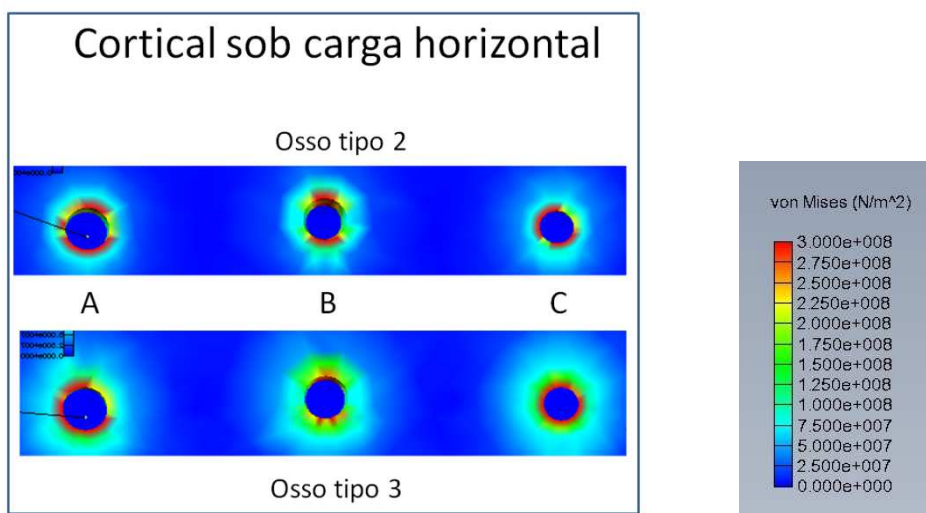 Cortical sob carga horizontal
Osso tipo 2
A B C
Osso tipo 3
von Mises (N/m^2)
3.000e+008
2.750e+008
2.500e+008
2.250e+008
2.000e+008
1.750e+008
1.500e+008
1.250e+008
1.000e+008
7.500e+007
5.000e+007
2.500e+007
0.000e+000